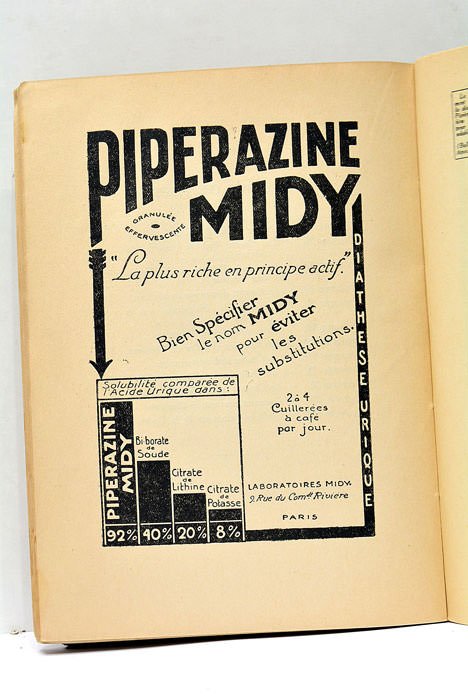 PIPERAZINE
MIDY
GRANULÉE
EFFERVESCENTE
"La plus riche en principe actif."
Bien Spécifier
le nom MIDY
pour éviter
les
substitutions.
DIATHESE URIQUE
Solubilité comparée de
l'Acide Urique dans:
PIPERAZINE
MIDY
Bi-borate
de
Soude
Citrate
de
Lithine
Citrate
de
Potasse
92% 40% 20% 8%
2 à 4
Cuillerées
à café
par jour.
LABORATOIRES MIDY.
9. Rue du Comdt Rivière
PARIS